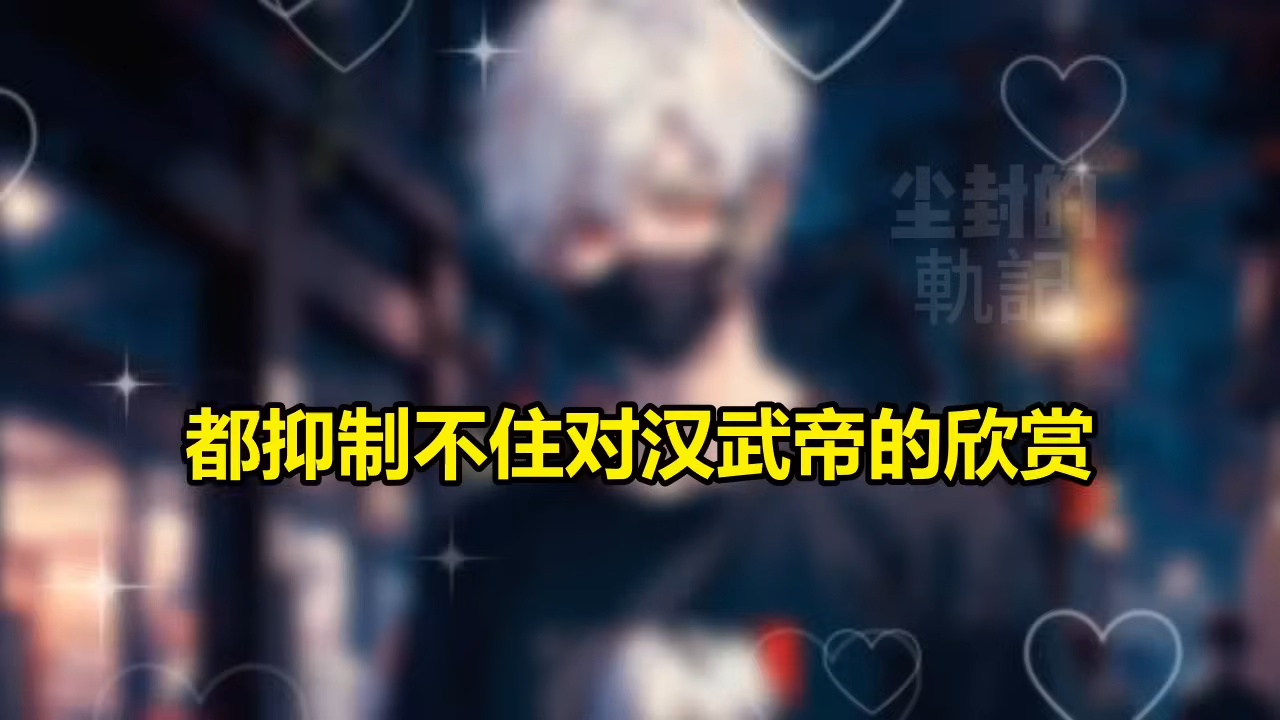 尘封的
軌記
都抑制不住对汉武帝的欣赏